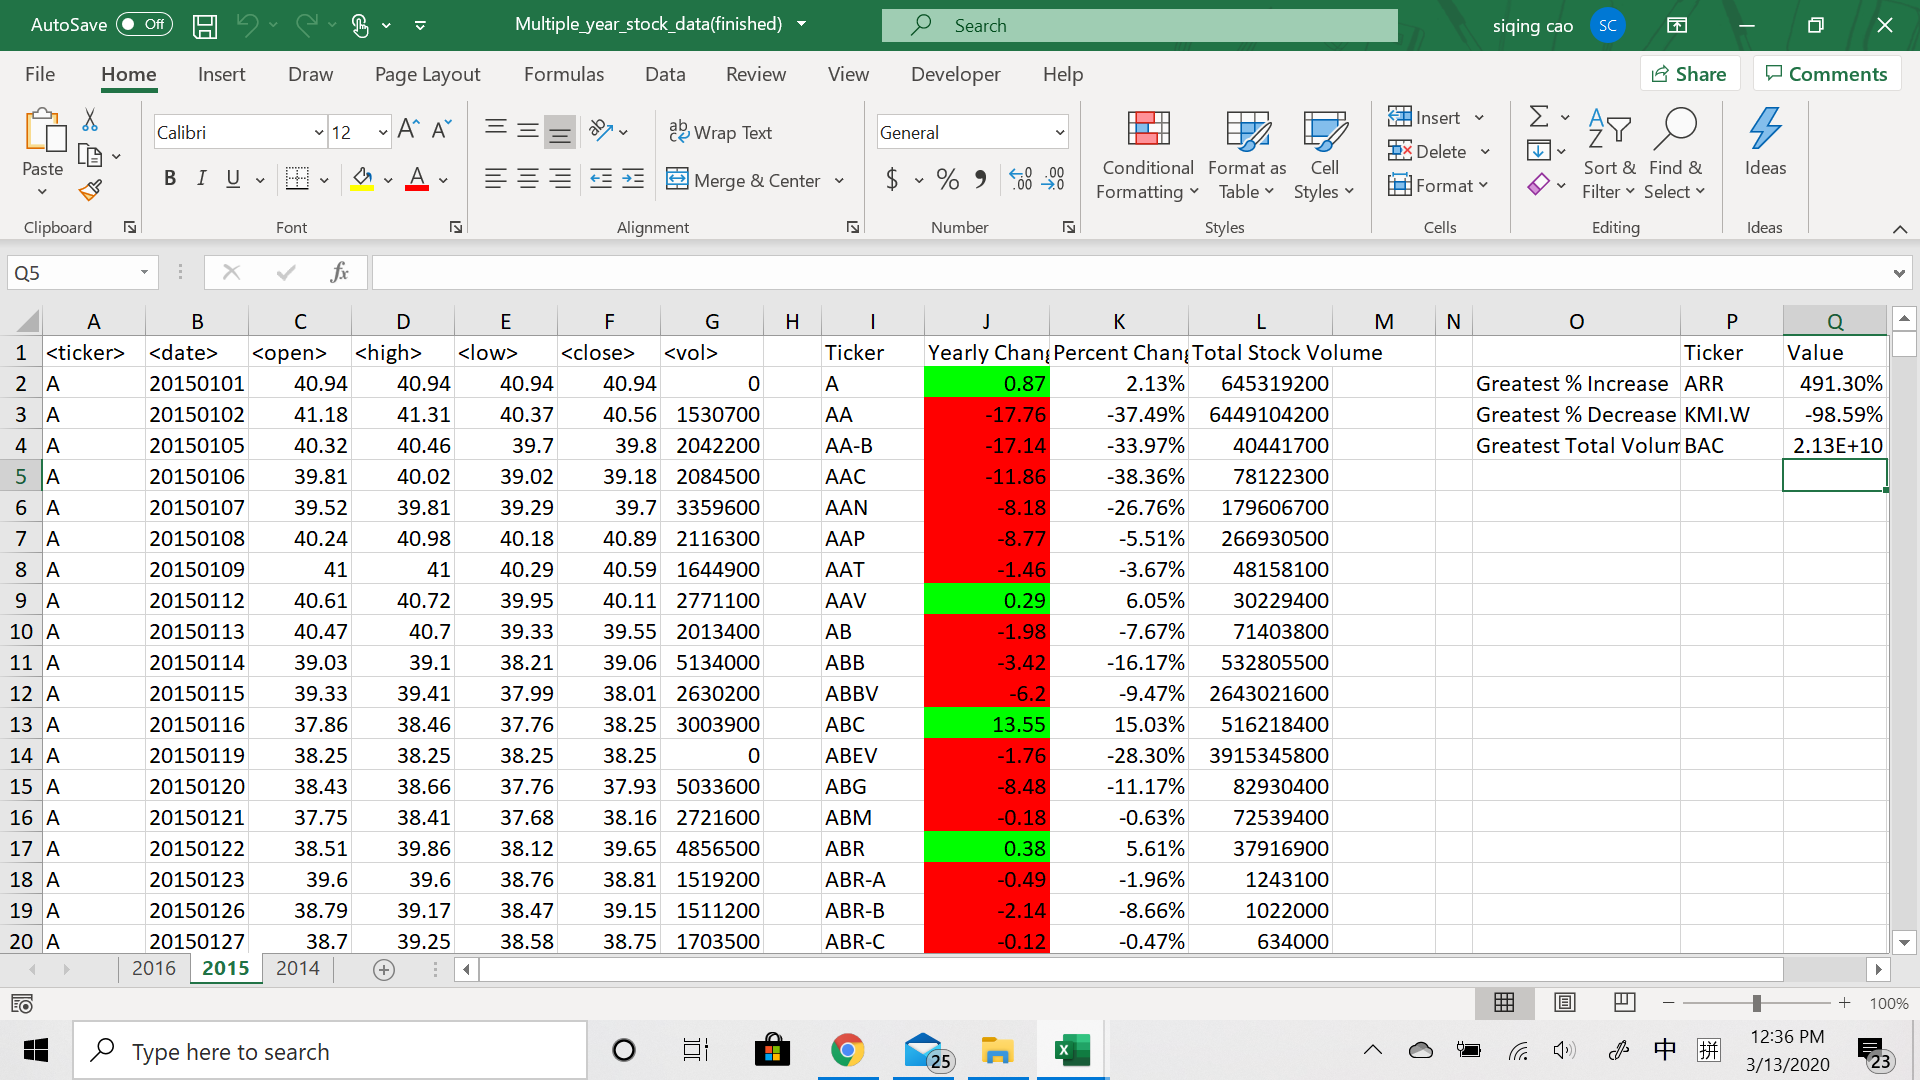 AutoSave Off Multiple_year_stock_data(finished) Search siqing cao SC
File Home Insert Draw Page Layout Formulas Data Review View Developer Help Share Comments
Paste Calibri 12 A A ab Wrap Text General Conditional Formatting Format as Table Cell Styles Insert Sort & Filter Find & Select Ideas
Delete
B I U A Merge & Center $ % Format
Clipboard Font Alignment Number Styles Cells Editing Ideas
Q5 fx
A B C D E F G H I J K L M N O P Q
1 <ticker> <date> <open> <high> <low> <close> <vol> Ticker Yearly Chang Percent Chang Total Stock Volume Ticker Value
2 A 20150101 40.94 40.94 40.94 40.94 0 A 0.87 2.13% 645319200 Greatest % Increase ARR 491.30%
3 A 20150102 41.18 41.31 40.37 40.56 1530700 AA -17.76 -37.49% 6449104200 Greatest % Decrease KMI.W -98.59%
4 A 20150105 40.32 40.46 39.7 39.8 2042200 AA-B -17.14 -33.97% 40441700 Greatest Total Volum BAC 2.13E+10
5 A 20150106 39.81 40.02 39.02 39.18 2084500 AAC -11.86 -38.36% 78122300
6 A 20150107 39.52 39.81 39.29 39.7 3359600 AAN -8.18 -26.76% 179606700
7 A 20150108 40.24 40.98 40.18 40.89 2116300 AAP -8.77 -5.51% 266930500
8 A 20150109 41 41 40.29 40.59 1644900 AAT -1.46 -3.67% 48158100
9 A 20150112 40.61 40.72 39.95 40.11 2771100 AAV 0.29 6.05% 30229400
10 A 20150113 40.47 40.7 39.33 39.55 2013400 AB -1.98 -7.67% 71403800
11 A 20150114 39.03 39.1 38.21 39.06 5134000 ABB -3.42 -16.17% 532805500
12 A 20150115 39.33 39.41 37.99 38.01 2630200 ABBV -6.2 -9.47% 2643021600
13 A 20150116 37.86 38.46 37.76 38.25 3003900 ABC 13.55 15.03% 516218400
14 A 20150119 38.25 38.25 38.25 38.25 0 ABEV -1.76 -28.30% 3915345800
15 A 20150120 38.43 38.66 37.76 37.93 5033600 ABG -8.48 -11.17% 82930400
16 A 20150121 37.75 38.41 37.68 38.16 2721600 ABM -0.18 -0.63% 72539400
17 A 20150122 38.51 39.86 38.12 39.65 4856500 ABR 0.38 5.61% 37916900
18 A 20150123 39.6 39.6 38.76 38.81 1519200 ABR-A -0.49 -1.96% 1243100
19 A 20150126 38.79 39.17 38.47 39.15 1511200 ABR-B -2.14 -8.66% 1022000
20 A 20150127 38.7 39.25 38.58 38.75 1703500 ABR-C -0.12 -0.47% 634000
2016 2015 2014
100%
Type here to search 25 中 拼 12:36 PM 23
3/13/2020